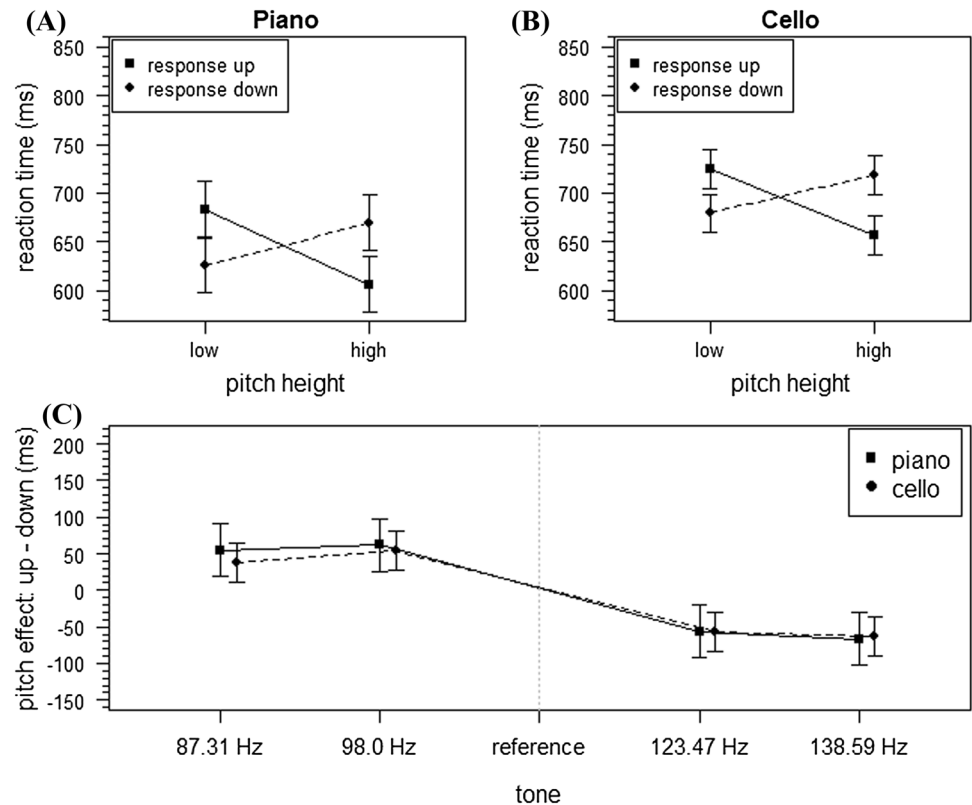 (A)
Piano
850
800
750
700
650
600
reaction time (ms)
response up
response down
low
high
pitch height
(B)
Cello
850
800
750
700
650
600
reaction time (ms)
response up
response down
low
high
pitch height
(C)
200
150
100
50
0
-50
-100
-150
pitch effect: up - down (ms)
piano
cello
87.31 Hz
98.0 Hz
reference
123.47 Hz
138.59 Hz
tone